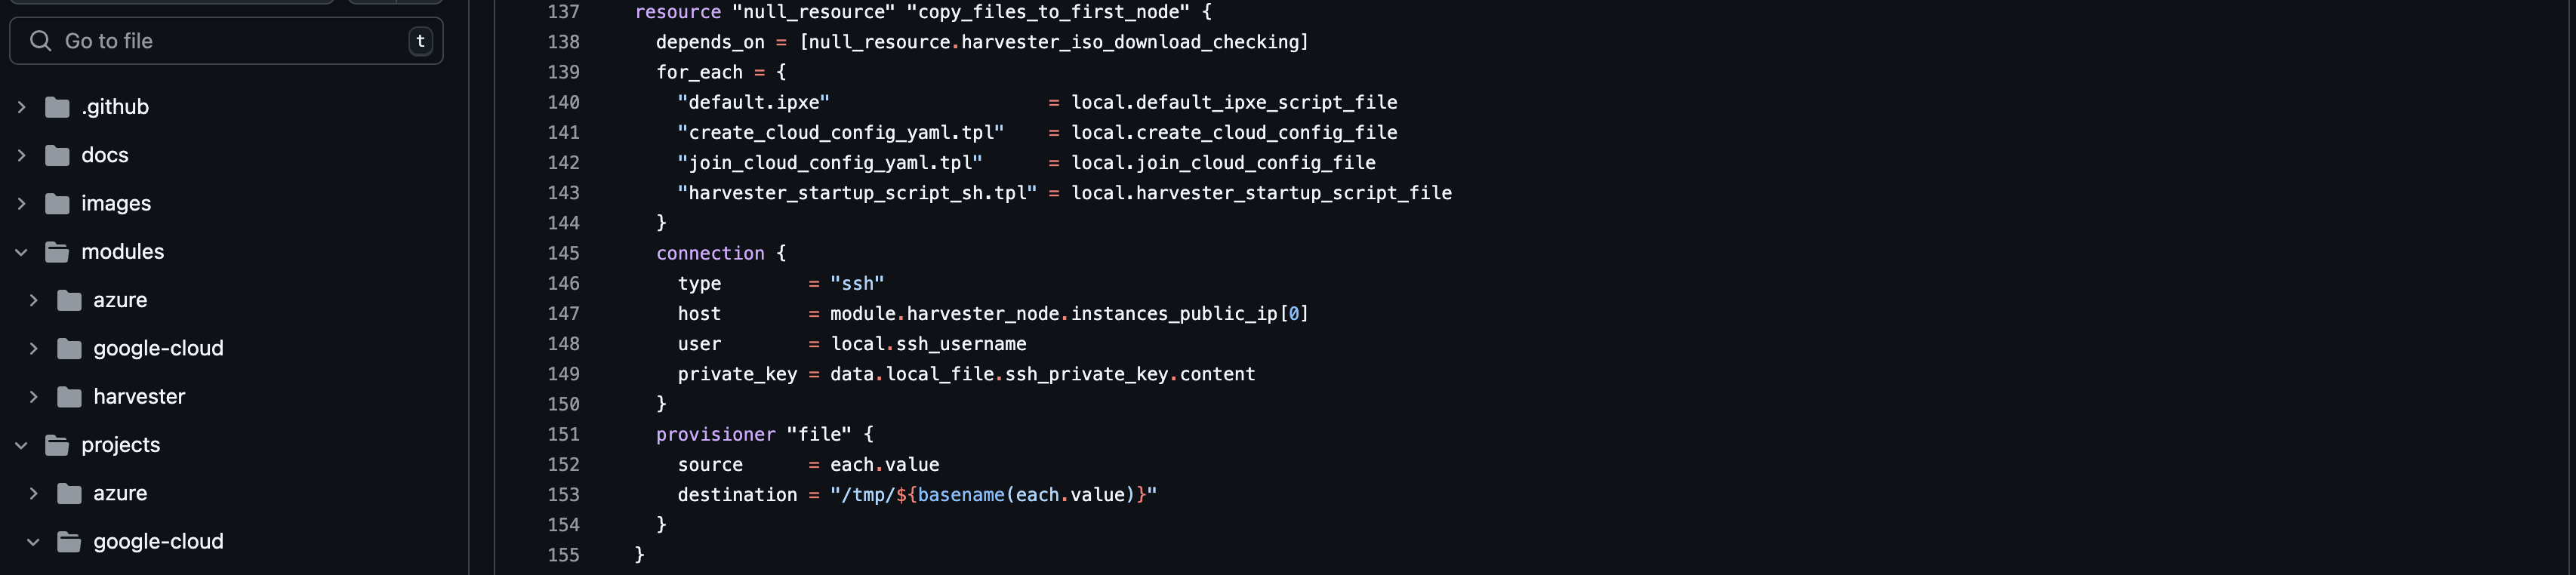 Go to file
t
.github
docs
images
modules
azure
google-cloud
harvester
projects
azure
google-cloud
137 resource "null_resource" "copy_files_to_first_node" {
138   depends_on = [null_resource.harvester_iso_download_checking]
139   for_each = {
140     "default.ipxe"                    = local.default_ipxe_script_file
141     "create_cloud_config_yaml.tpl"    = local.create_cloud_config_file
142     "join_cloud_config_yaml.tpl"      = local.join_cloud_config_file
143     "harvester_startup_script_sh.tpl" = local.harvester_startup_script_file
144   }
145   connection {
146     type        = "ssh"
147     host        = module.harvester_node.instances_public_ip[0]
148     user        = local.ssh_username
149     private_key = data.local_file.ssh_private_key.content
150   }
151   provisioner "file" {
152     source      = each.value
153     destination = "/tmp/${basename(each.value)}"
154   }
155 }